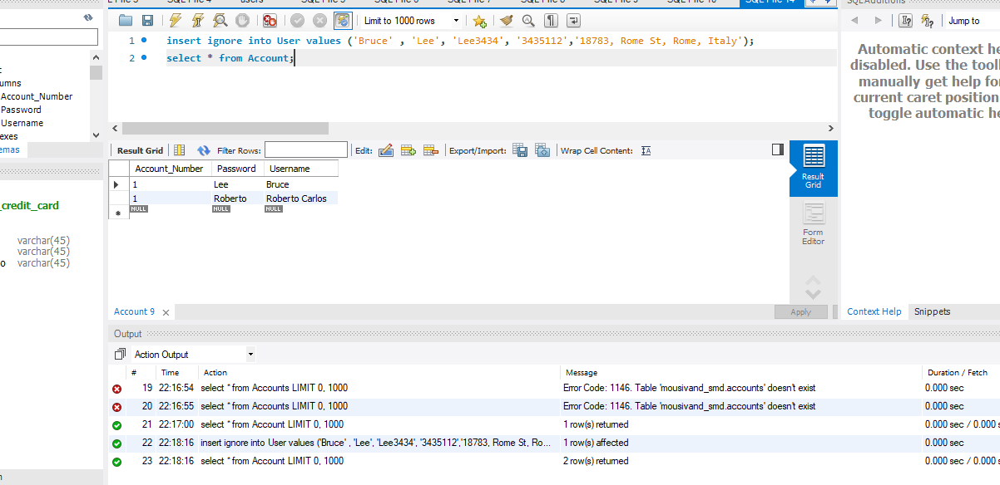 SQLAdditions
Limit to 1000 rows
Jump to
1 insert ignore into User values ('Bruce' , 'Lee', 'Lee3434', '3435112','18783, Rome St, Rome, Italy');
2 select * from Account;
Automatic context he
disabled. Use the tool
manually get help for
current caret position
toggle automatic he
umns
Account_Number
Password
Username
exes
emas
_credit_card
varchar(45)
varchar(45)
o varchar(45)
Result Grid Filter Rows: Edit: Export/Import: Wrap Cell Content:
Account_Number Password Username
1 Lee Bruce
1 Roberto Roberto Carlos
NULL NULL NULL
Result
Grid
Form
Editor
Account 9
Apply
Context Help Snippets
Output
Action Output
# Time Action Message Duration / Fetch
19 22:16:54 select * from Accounts LIMIT 0, 1000 Error Code: 1146. Table 'mousivand_smd.accounts' doesn't exist 0.000 sec
20 22:16:55 select * from Accounts LIMIT 0, 1000 Error Code: 1146. Table 'mousivand_smd.accounts' doesn't exist 0.000 sec
21 22:17:00 select * from Account LIMIT 0, 1000 1 row(s) returned 0.000 sec / 0.000 s
22 22:18:16 insert ignore into User values ('Bruce' , 'Lee', 'Lee3434', '3435112','18783, Rome St, Rom, Ro... 1 row(s) affected 0.000 sec
23 22:18:16 select * from Account LIMIT 0, 1000 2 row(s) returned 0.000 sec / 0.000 s